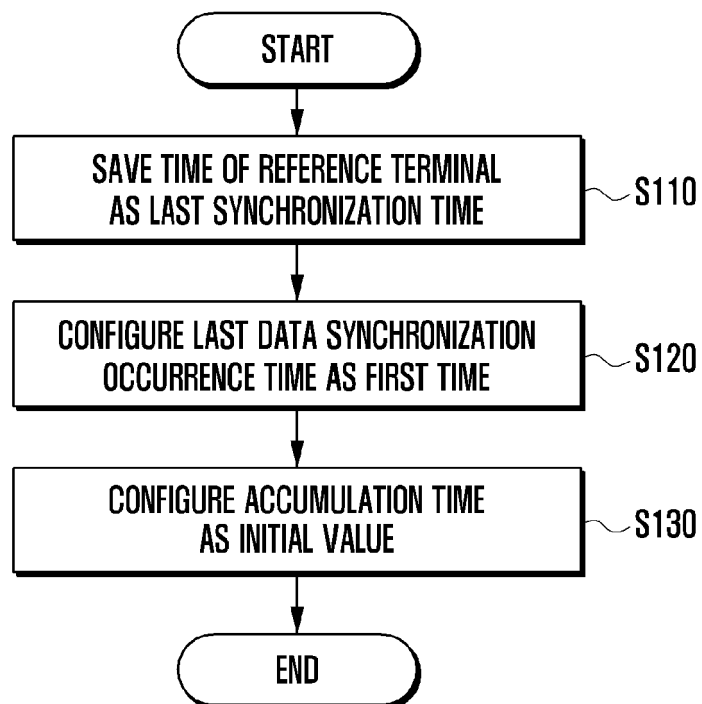 START
SAVE TIME OF REFERENCE TERMINAL
AS LAST SYNCHRONIZATION TIME
S110
CONFIGURE LAST DATA SYNCHRONIZATION
OCCURRENCE TIME AS FIRST TIME
S120
CONFIGURE ACCUMULATION TIME
AS INITIAL VALUE
S130
END